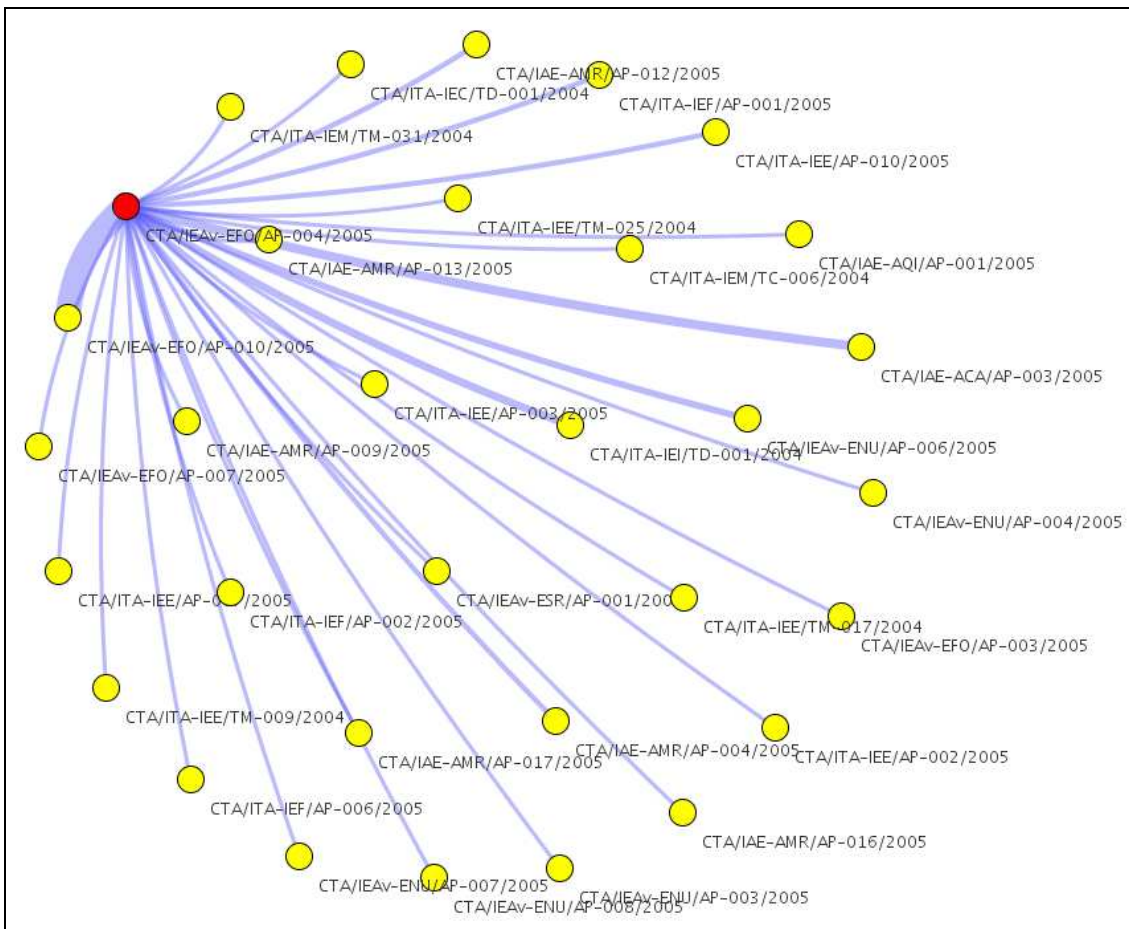 CTA/IAE-AMR/AP-012/2005
CTA/ITA-IEC/TD-001/2004
CTA/ITA-IEF/AP-001/2005
CTA/ITA-IEM/TM-031/2004
CTA/ITA-IEE/AP-010/2005
CTA/ITA-IEE/TM-025/2004
CTA/IEAv-EFO/AP-004/2005
CTA/IAE-AQI/AP-001/2005
CTA/IAE-AMR/AP-013/2005
CTA/ITA-IEM/TC-006/2004
CTA/IEAv-EFO/AP-010/2005
CTA/IAE-ACA/AP-003/2005
CTA/ITA-IEE/AP-003/2005
CTA/IAE-AMR/AP-009/2005
CTA/ITA-IEI/TD-001/2004
CTA/IEAv-ENU/AP-006/2005
CTA/IEAv-EFO/AP-007/2005
CTA/IEAv-ENU/AP-004/2005
CTA/ITA-IEE/AP-
/2005
CTA/IEAv-ESR/AP-001/200
CTA/ITA-IEF/AP-002/2005
CTA/ITA-IEE/TM-017/2004
CTA/IEAv-EFO/AP-003/2005
CTA/ITA-IEE/TM-009/2004
CTA/IAE-AMR/AP-004/2005
CTA/ITA-IEE/AP-002/2005
CTA/IAE-AMR/AP-017/2005
CTA/ITA-IEF/AP-006/2005
CTA/IAE-AMR/AP-016/2005
CTA/IEAv-ENU/AP-007/2005
CTA/IEAv-ENU/AP-003/2005
CTA/IEAv-ENU/AP-008/2005